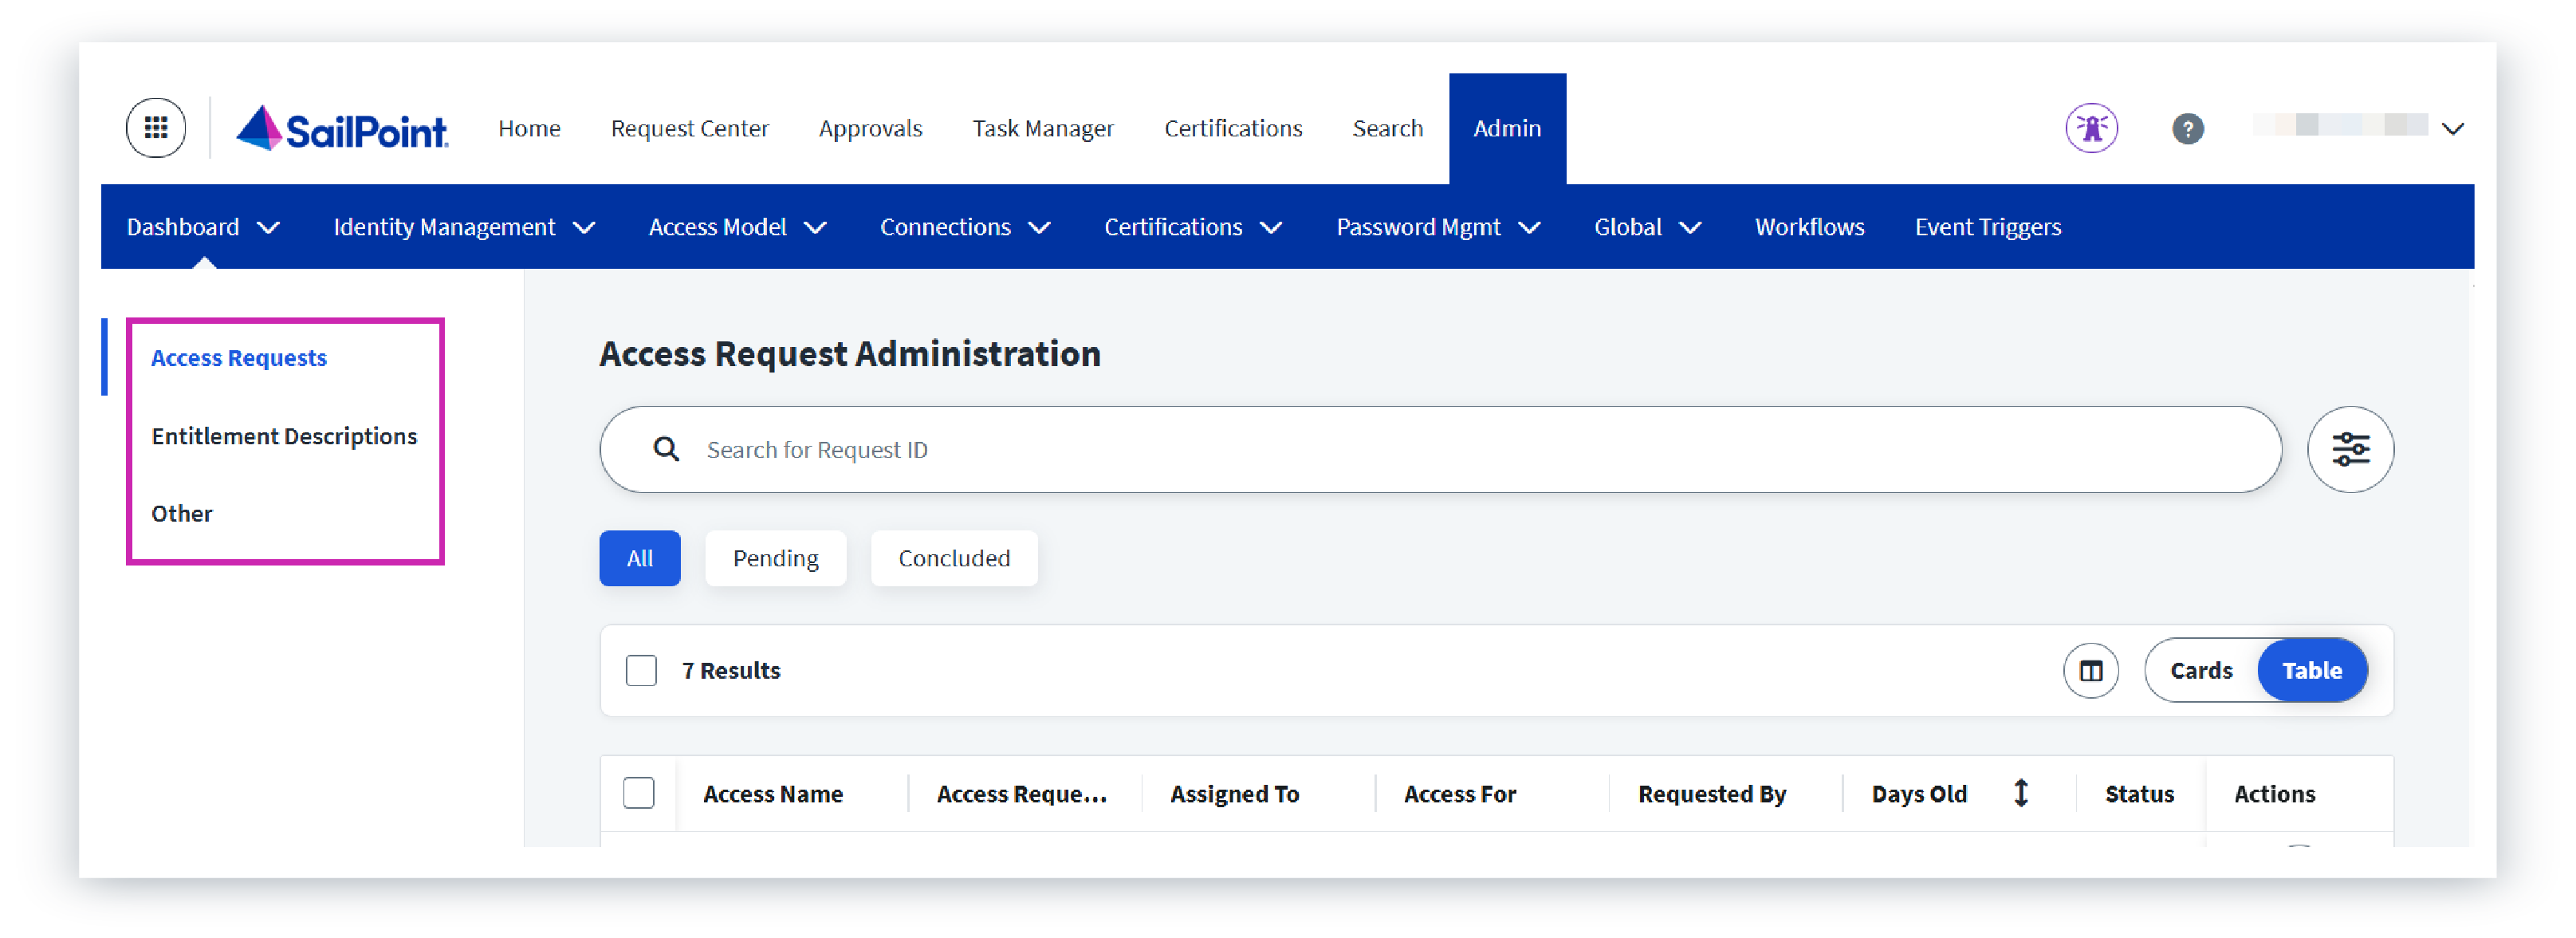 SailPoint. Home Request Center Approvals Task Manager Certifications Search Admin ?
Dashboard Identity Management Access Model Connections Certifications Password Mgmt Global Workflows Event Triggers
Access Requests
Entitlement Descriptions
Other
Access Request Administration
Search for Request ID
All Pending Concluded
7 Results Cards Table
Access Name Access Reque... Assigned To Access For Requested By Days Old Status Actions